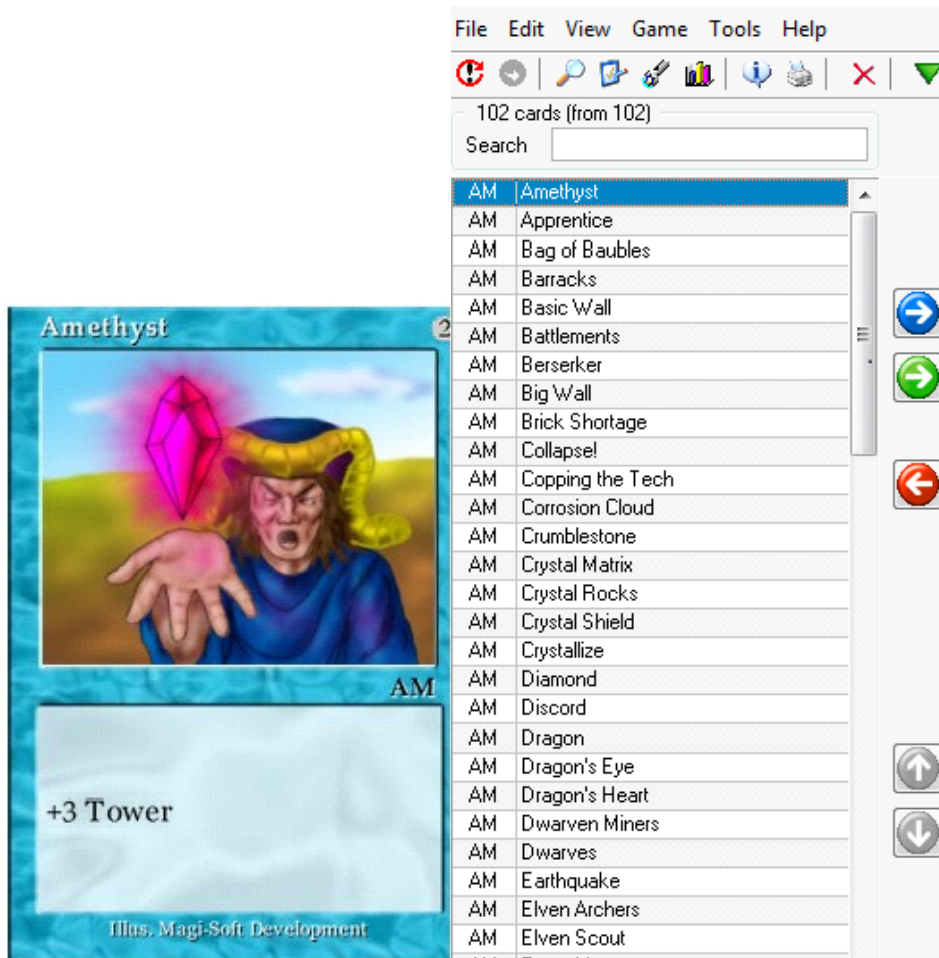 Amethyst
2
AM
+3 Tower
Illus. Magi-Soft Development
File Edit View Game Tools Help
102 cards (from 102)
Search
AM Amethyst
AM Apprentice
AM Bag of Baubles
AM Barracks
AM Basic Wall
AM Battlements
AM Berserker
AM Big Wall
AM Brick Shortage
AM Collapse!
AM Copping the Tech
AM Corrosion Cloud
AM Crumblestone
AM Crystal Matrix
AM Crystal Rocks
AM Crystal Shield
AM Crystallize
AM Diamond
AM Discord
AM Dragon
AM Dragon's Eye
AM Dragon's Heart
AM Dwarven Miners
AM Dwarves
AM Earthquake
AM Elven Archers
AM Elven Scout